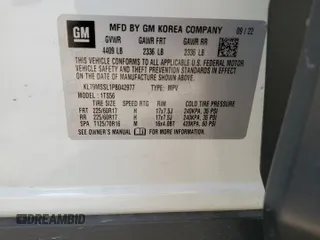 GM
MFD BY GM KOREA COMPANY
09 / 22
GVWR GAWR FRT GAWR RR
4409 LB 2336 LB 2336 LB
THIS VEHICLE CONFORMS TO ALL APPLICABLE U.S. FEDERAL MOTOR
VEHICLE SAFETY, BUMPER, AND THEFT PREVENTION STANDARDS IN
EFFECT ON THE DATE OF MANUFACTURE SHOWN ABOVE.
TYPE: MPV
MODEL: 1TS56
TIRE SIZE RIM COLD TIRE PRESSURE
FRT 225/60R17 H 17x7.5J 240KPA, 35 PSI
RR 225/60R17 H 17x7.5J 240KPA, 35 PSI
SPA T125/70R16 M 16x4.0BT 420KPA, 60 PSI
SEE OWNER'S MANUAL FOR ADDITIONAL INFORMATION.
DREAMBID